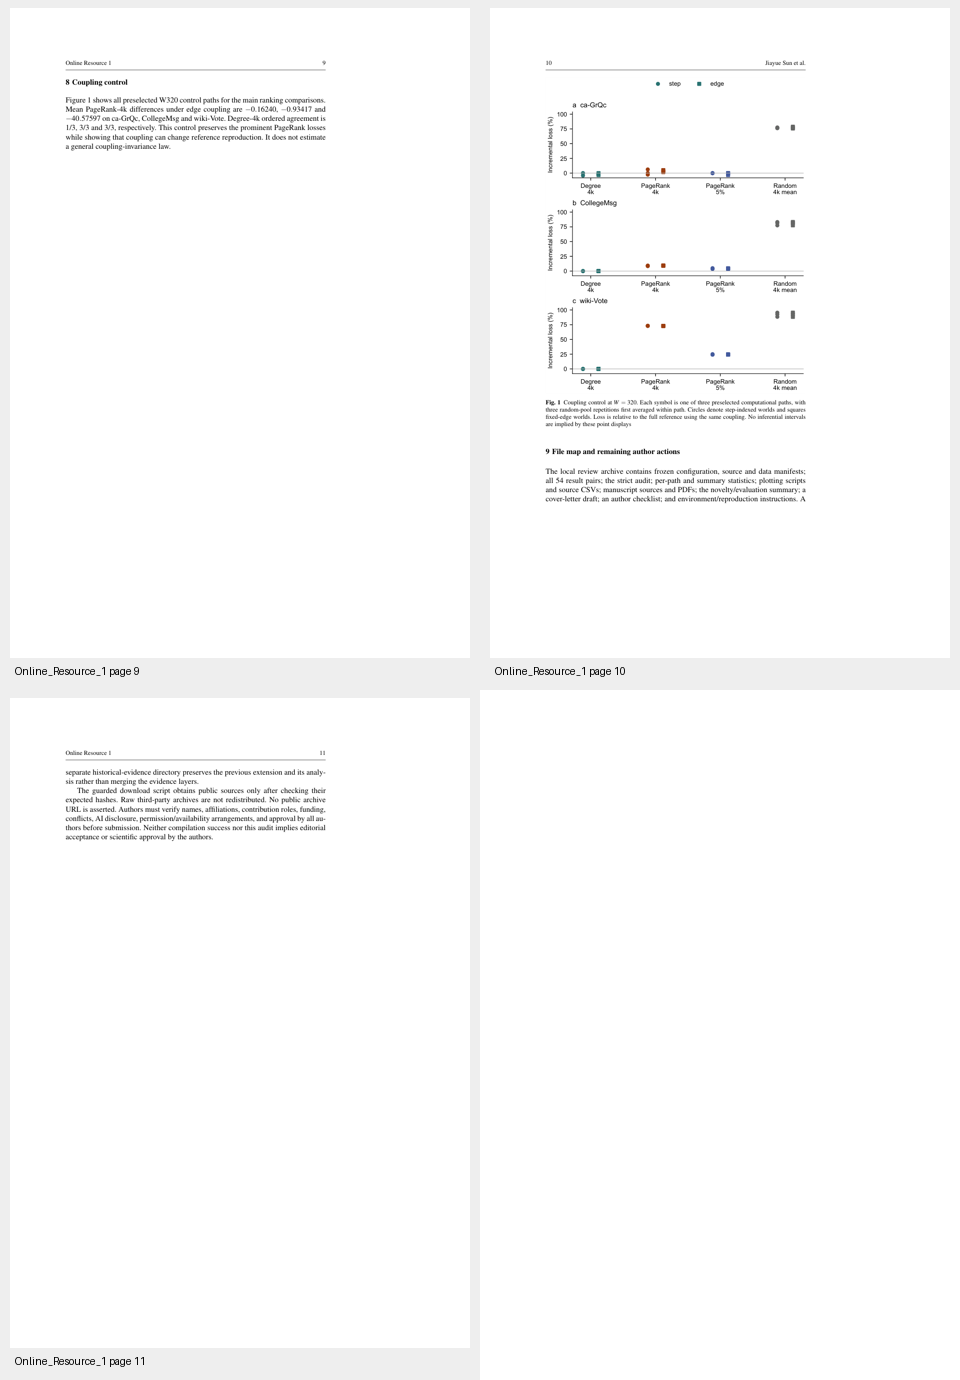 Online Resource 1 9
8 Coupling control
Figure 1 shows all preselected W320 control paths for the main ranking comparisons.
Mean PageRank-4k differences under edge coupling are −0.16240, −0.93417 and
−40.57597 on ca-GrQc, CollegeMsg and wiki-Vote. Degree-4k ordered agreement is
1/3, 3/3 and 3/3, respectively. This control preserves the prominent PageRank losses
while showing that coupling can change reference reproduction. It does not estimate
a general coupling-invariance law.
Online_Resource_1 page 9
10 Jiayue Sun et al.
step edge
a ca-GrQc
Incremental loss (%)
100
75
50
25
0
Degree PageRank PageRank Random
4k 4k 5% 4k mean
b CollegeMsg
Incremental loss (%)
100
75
50
25
0
Degree PageRank PageRank Random
4k 4k 5% 4k mean
c wiki-Vote
Incremental loss (%)
100
75
50
25
0
Degree PageRank PageRank Random
4k 4k 5% 4k mean
Fig. 1 Coupling control at W = 320. Each symbol is one of three preselected computational paths, with
three random-pool repetitions first averaged within path. Circles denote step-indexed worlds and squares
fixed-edge worlds. Loss is relative to the full reference using the same coupling. No inferential intervals
are implied by these point displays
9 File map and remaining author actions
The local review archive contains frozen configuration, source and data manifests;
all 54 result pairs; the strict audit; per-path and summary statistics; plotting scripts
and source CSVs; manuscript sources and PDFs; the novelty/evaluation summary; a
cover-letter draft; an author checklist; and environment/reproduction instructions. A
Online_Resource_1 page 10
Online Resource 1 11
separate historical-evidence directory preserves the previous extension and its analy-
sis rather than merging the evidence layers.
The guarded download script obtains public sources only after checking their
expected hashes. Raw third-party archives are not redistributed. No public archive
URL is asserted. Authors must verify names, affiliations, contribution roles, funding,
conflicts, AI disclosure, permission/availability arrangements, and approval by all au-
thors before submission. Neither compilation success nor this audit implies editorial
acceptance or scientific approval by the authors.
Online_Resource_1 page 11